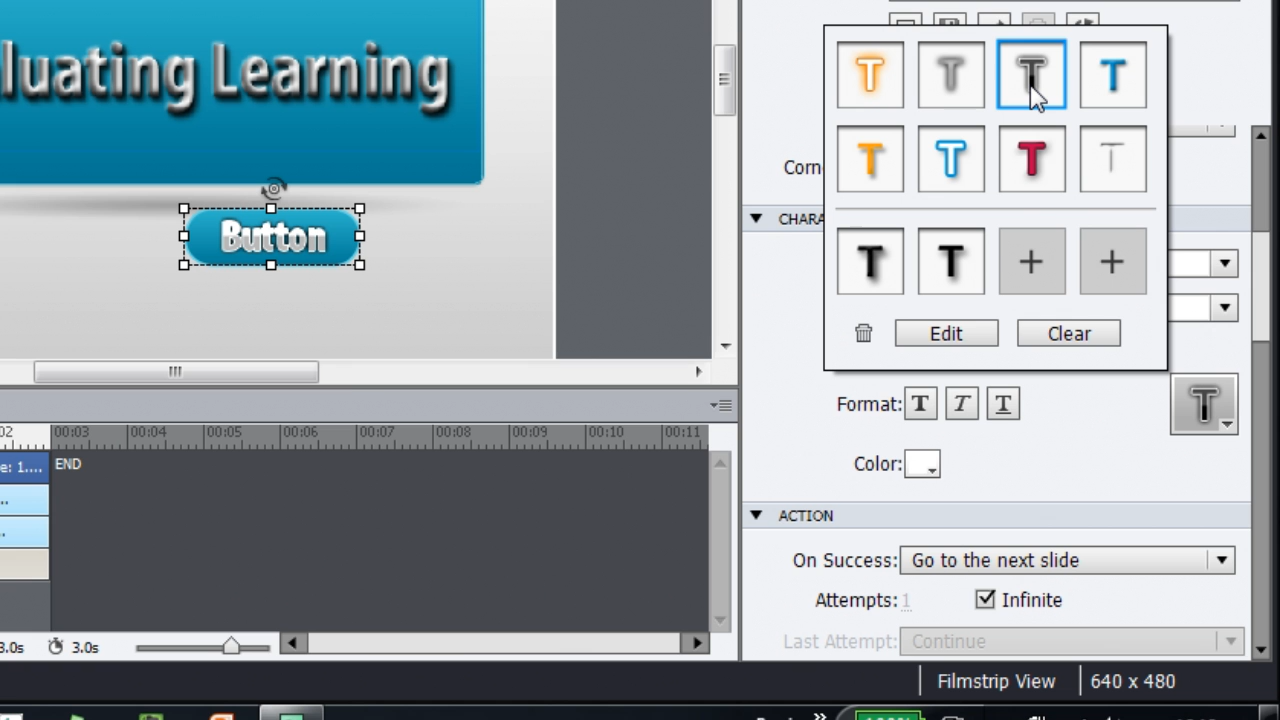 luating Learning
Button
Corn
CHARA
Edit
Clear
Format: T T T
Color:
ACTION
On Success: Go to the next slide
Attempts: 1 Infinite
Last Attempt: Continue
02 00:03 00:04 00:05 00:06 00:07 00:08 00:09 00:10 00:11
e: 1.... END
..
..
3.0s 3.0s
Filmstrip View 640 x 480